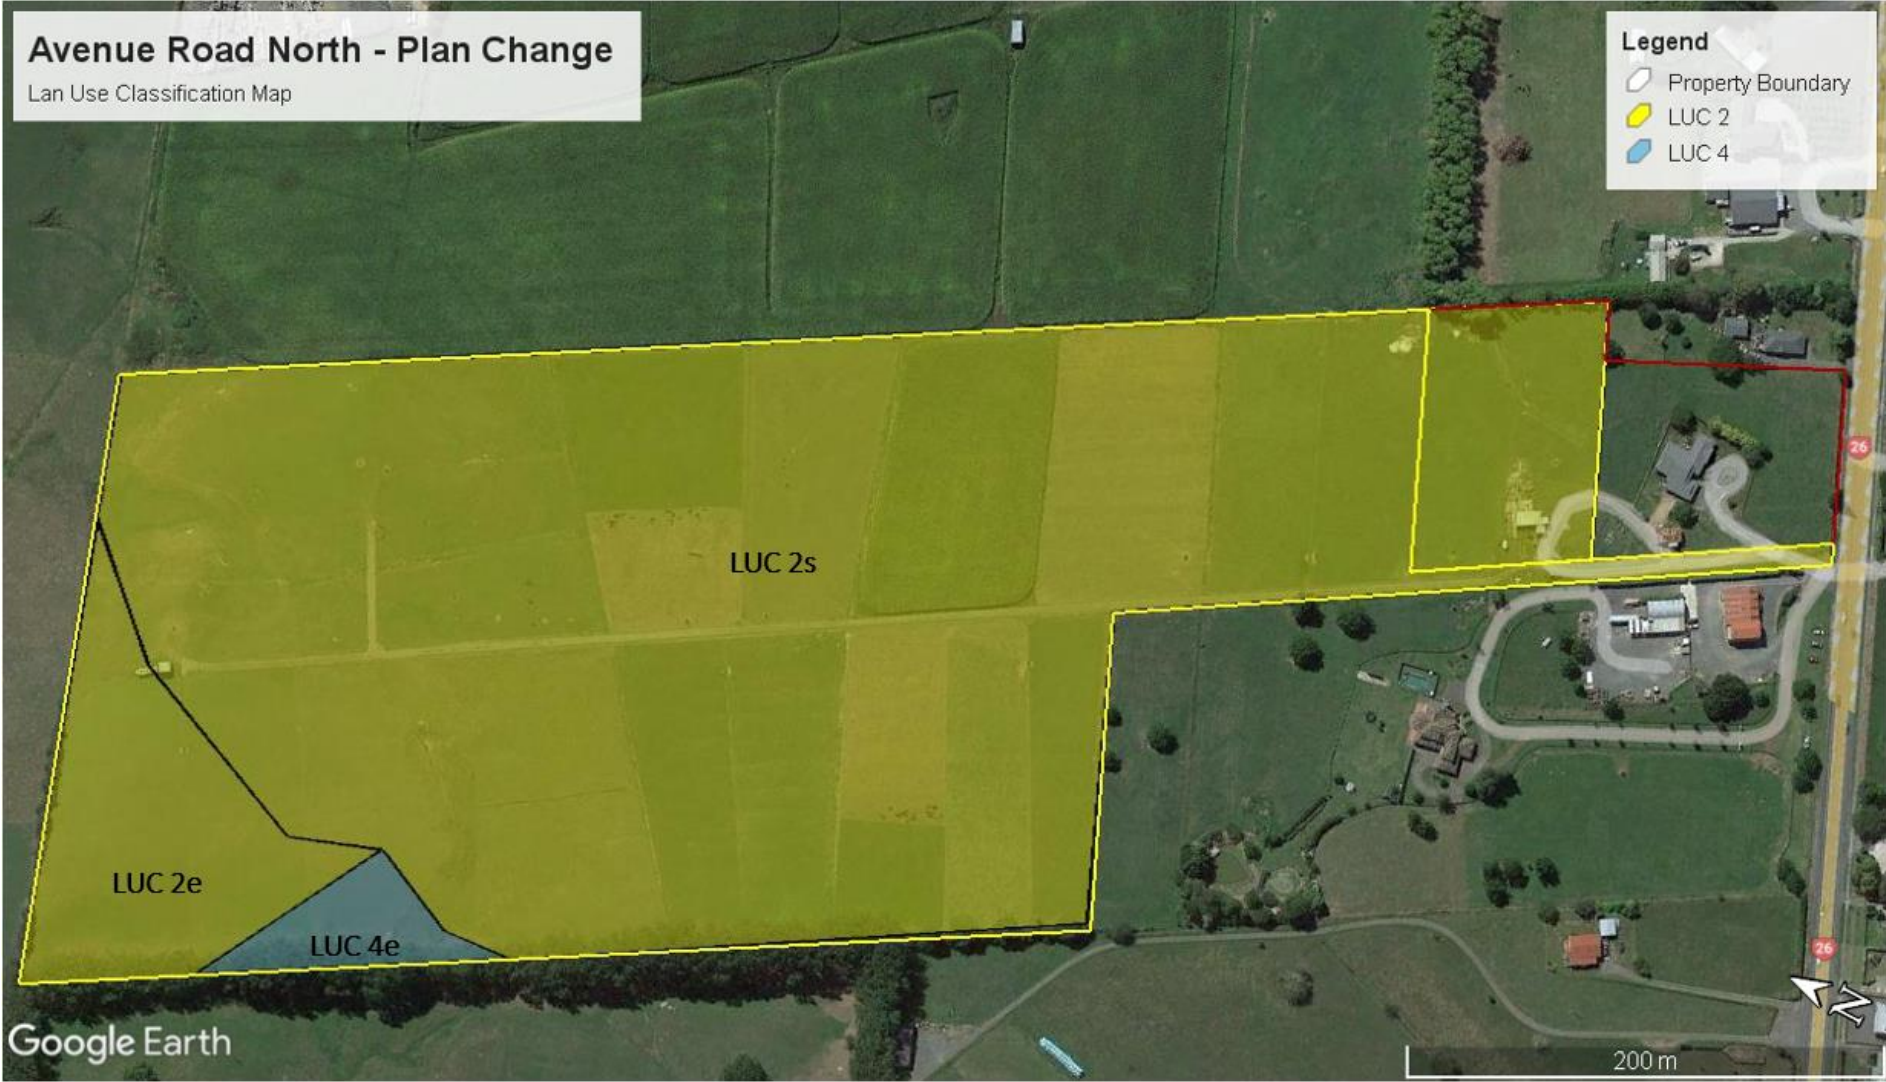 Avenue Road North - Plan Change
Lan Use Classification Map
Legend
Property Boundary
LUC 2
LUC 4
26
LUC 2s
LUC 2e
LUC 4e
26
N
Google Earth
200 m